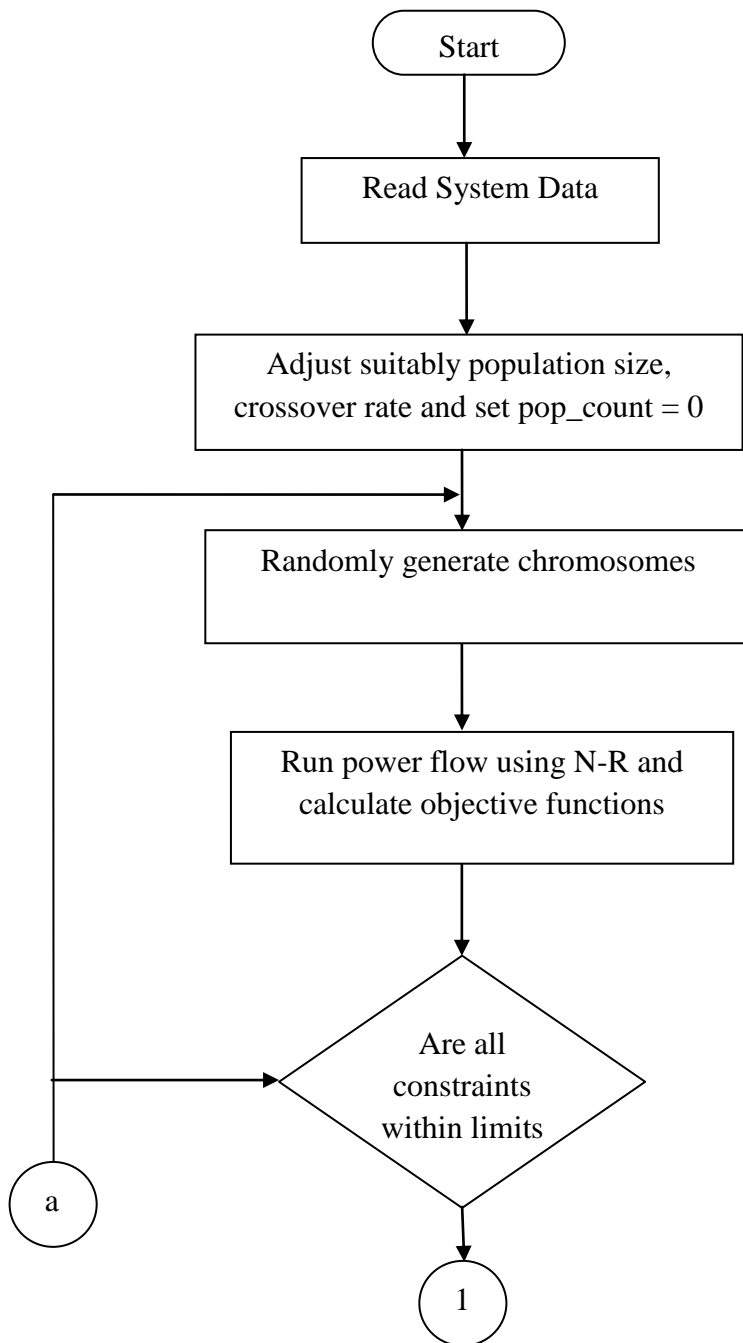 Start
Read System Data
Adjust suitably population size,
crossover rate and set pop_count = 0
Randomly generate chromosomes
Run power flow using N-R and
calculate objective functions
Are all
constraints
within limits
a
1